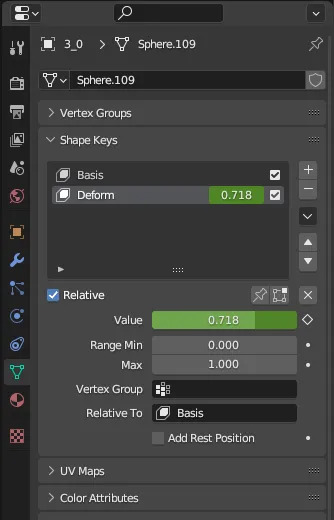 3_0 > Sphere.109
Sphere.109
Vertex Groups
Shape Keys
Basis
Deform 0.718
Relative
Value 0.718
Range Min 0.000
Max 1.000
Vertex Group
Relative To Basis
Add Rest Position
UV Maps
Color Attributes